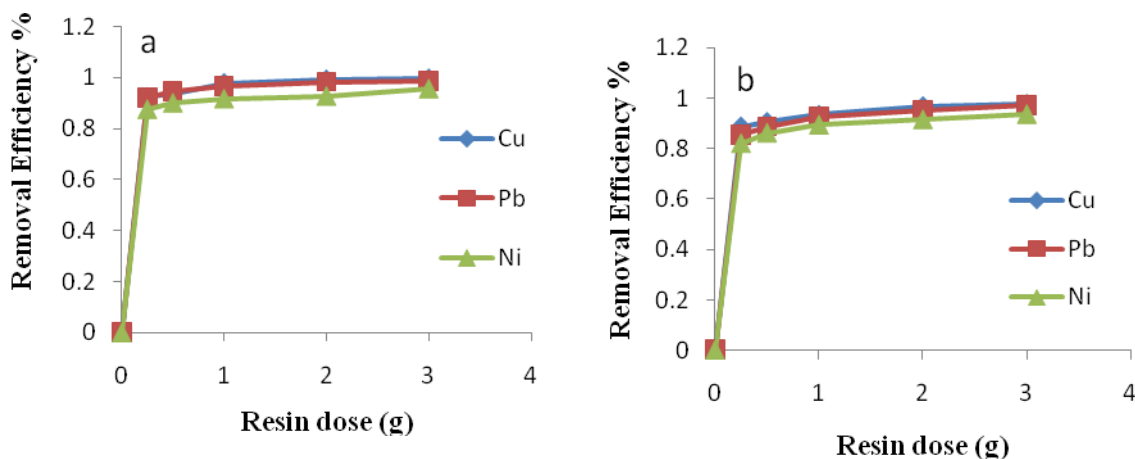 Removal Efficiency %
a
1.2
1
0.8
0.6
0.4
0.2
0
0 1 2 3 4
Resin dose (g)
Cu
Pb
Ni
Removal Efficiency %
b
1.2
1
0.8
0.6
0.4
0.2
0
0 1 2 3 4
Resin dose (g)
Cu
Pb
Ni